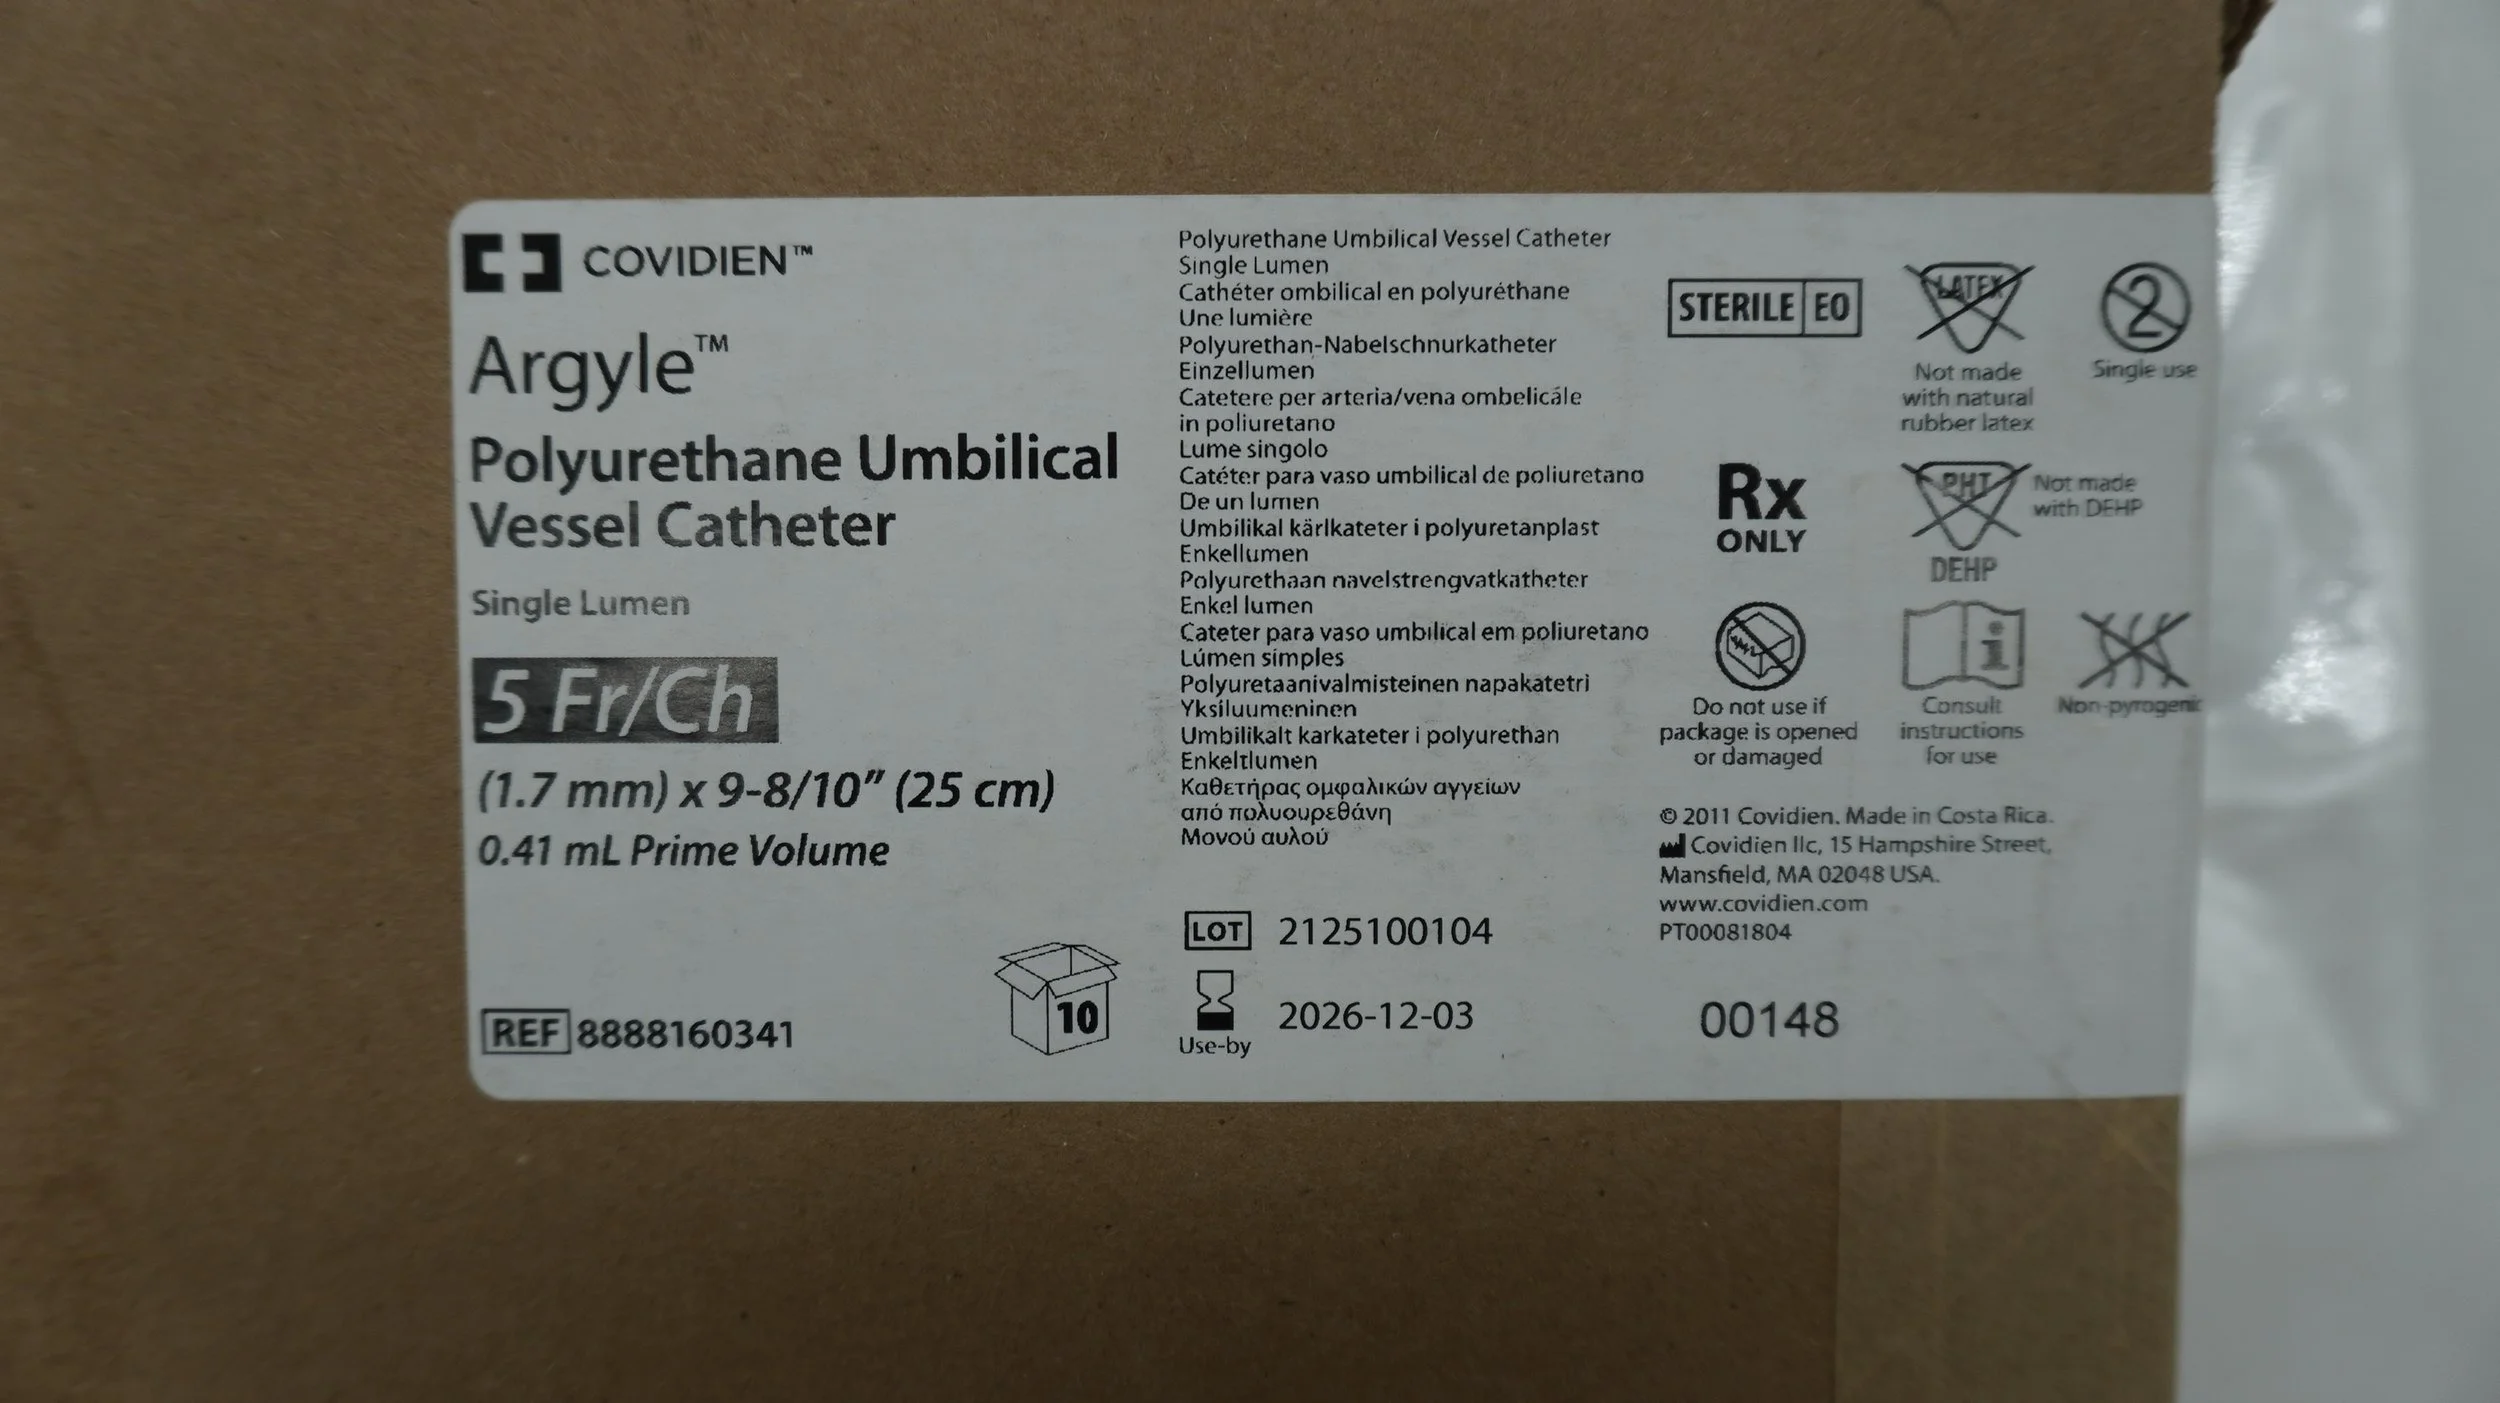 COVIDIEN™
Argyle™
Polyurethane Umbilical
Vessel Catheter
Single Lumen
5 Fr/Ch
(1.7 mm) x 9-8/10” (25 cm)
0.41 mL Prime Volume
REF 8888160341
10
Polyurethane Umbilical Vessel Catheter
Single Lumen
Cathéter ombilical en polyuréthane
Une lumière
Polyurethan-Nabelschnurkatheter
Einzellumen
Catetere per arteria/vena ombelicále
in poliuretano
Lume singolo
Catéter para vaso umbilical de poliuretano
De un lumen
Umbilikal kärlkateter i polyuretanplast
Enkellumen
Polyurethaan navelstrengvatkatheter
Enkel lumen
Cateter para vaso umbilical em poliuretano
Lúmen simples
Polyuretaanivalmisteinen napakatetri
Yksiluumeninen
Umbilikalt karkateter i polyurethan
Enkeltlumen
Καθετήρας ομφαλικών αγγείων
από πολυουρεθάνη
Μονού αυλού
LOT 2125100104
2026-12-03
Use-by
STERILE EO
LATEX
Not made
with natural
rubber latex
2
Single use
Rx
ONLY
PHT
DEHP
Not made
with DEHP
Do not use if
package is opened
or damaged
Consult
instructions
for use
Non-pyrogenic
© 2011 Covidien. Made in Costa Rica.
Covidien llc, 15 Hampshire Street,
Mansfield, MA 02048 USA.
www.covidien.com
PT00081804
00148